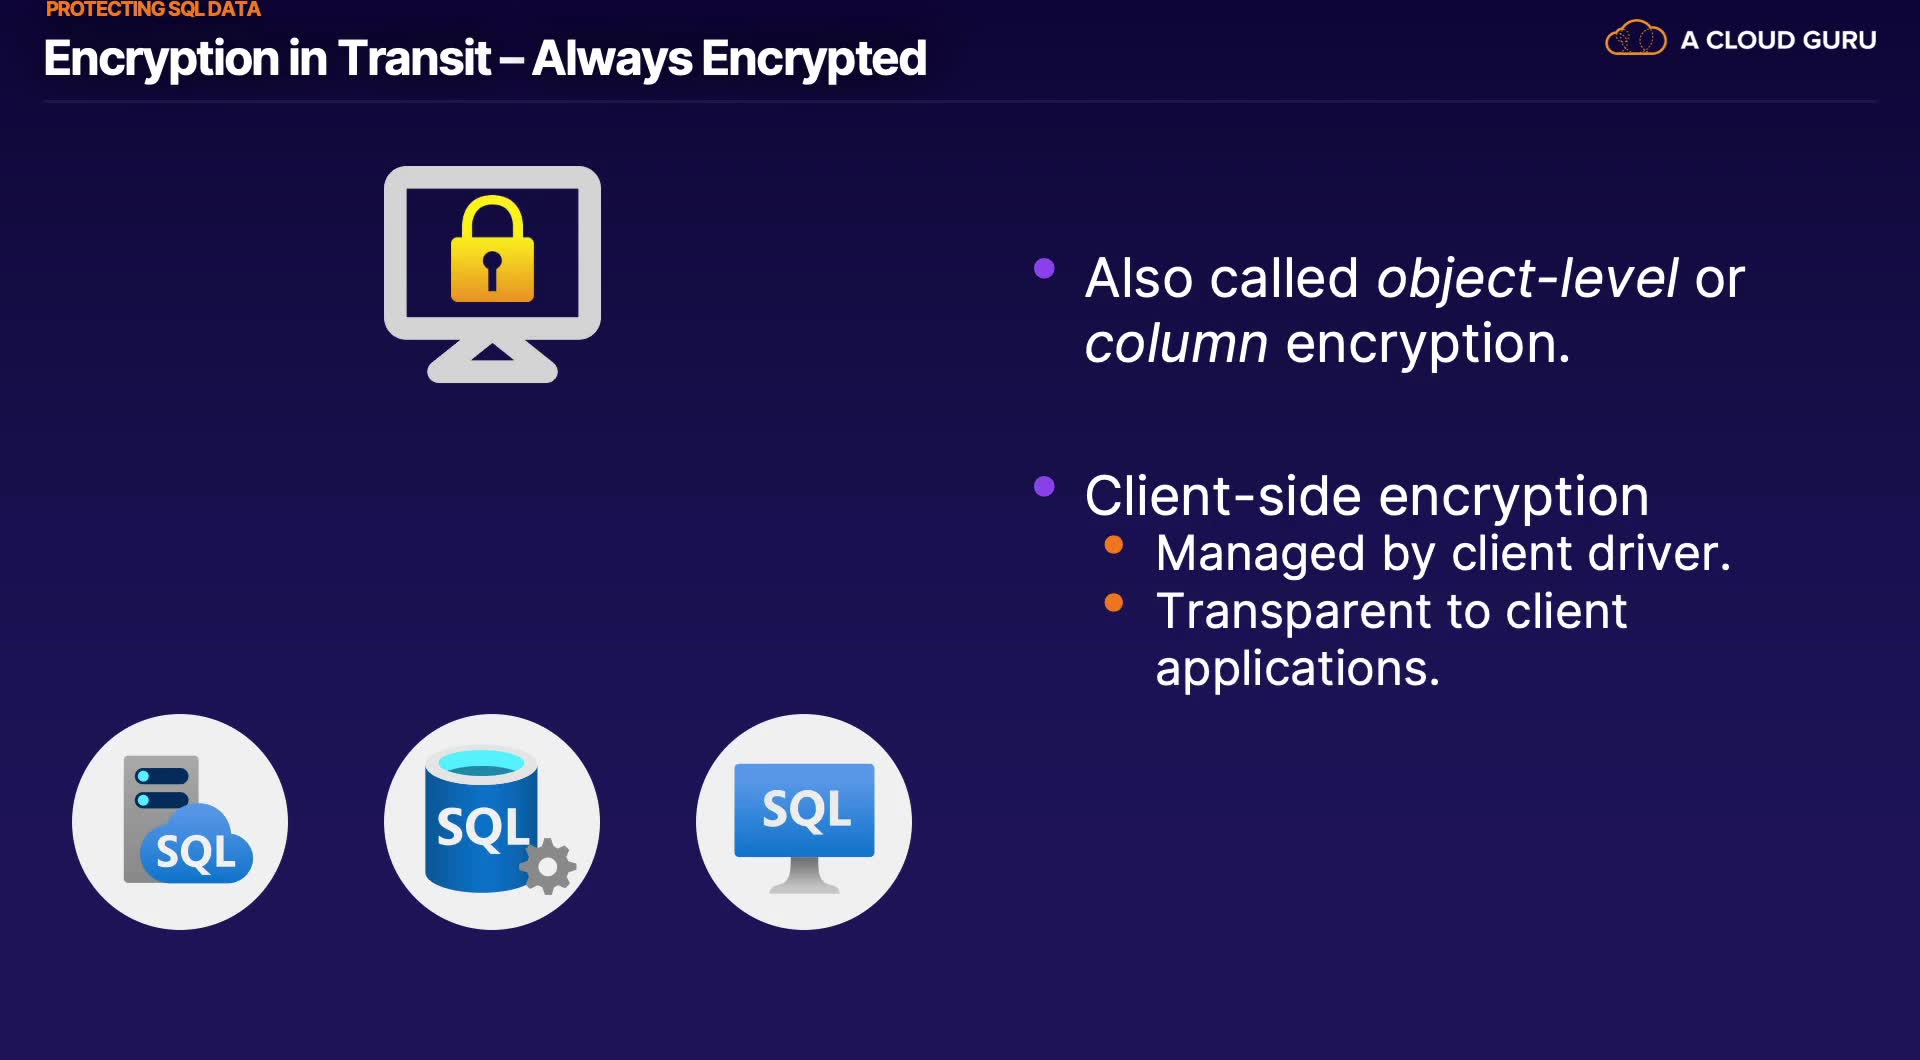 PROTECTING SQL DATA
Encryption in Transit – Always Encrypted
A CLOUD GURU
Also called object-level or
column encryption.
Client-side encryption
Managed by client driver.
Transparent to client
applications.
SQL
SQL
SQL